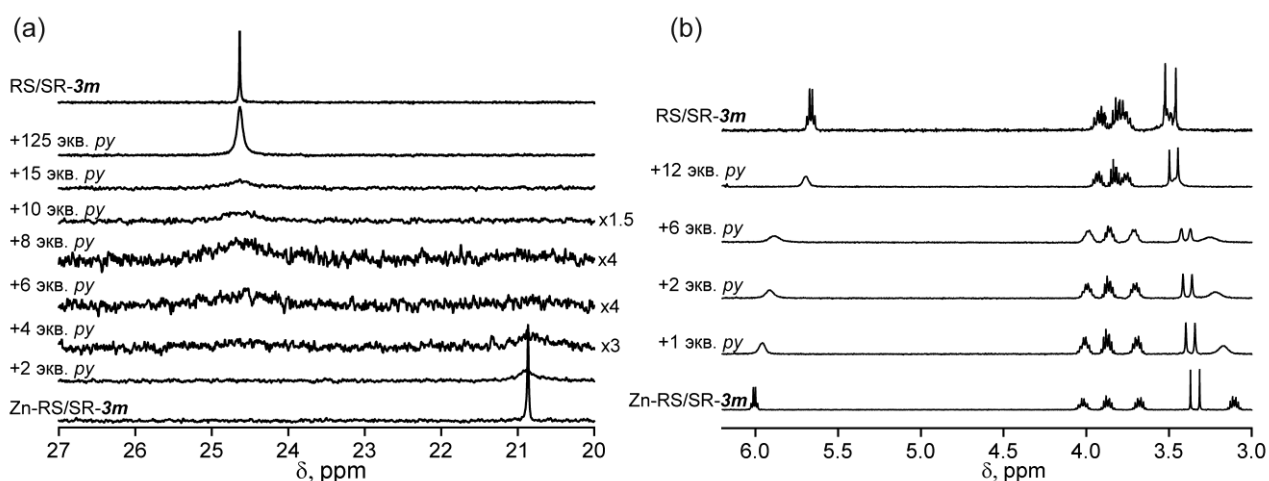 (a)
RS/SR-3m
+125 экв. py
+15 экв. py
+10 экв. py
x1.5
+8 экв. py
x4
+6 экв. py
x4
+4 экв. py
x3
+2 экв. py
Zn-RS/SR-3m
27 26 25 24 23 22 21 20
δ, ppm
(b)
RS/SR-3m
+12 экв. py
+6 экв. py
+2 экв. py
+1 экв. py
Zn-RS/SR-3m
6.0 5.5 5.0 4.5 4.0 3.5 3.0
δ, ppm